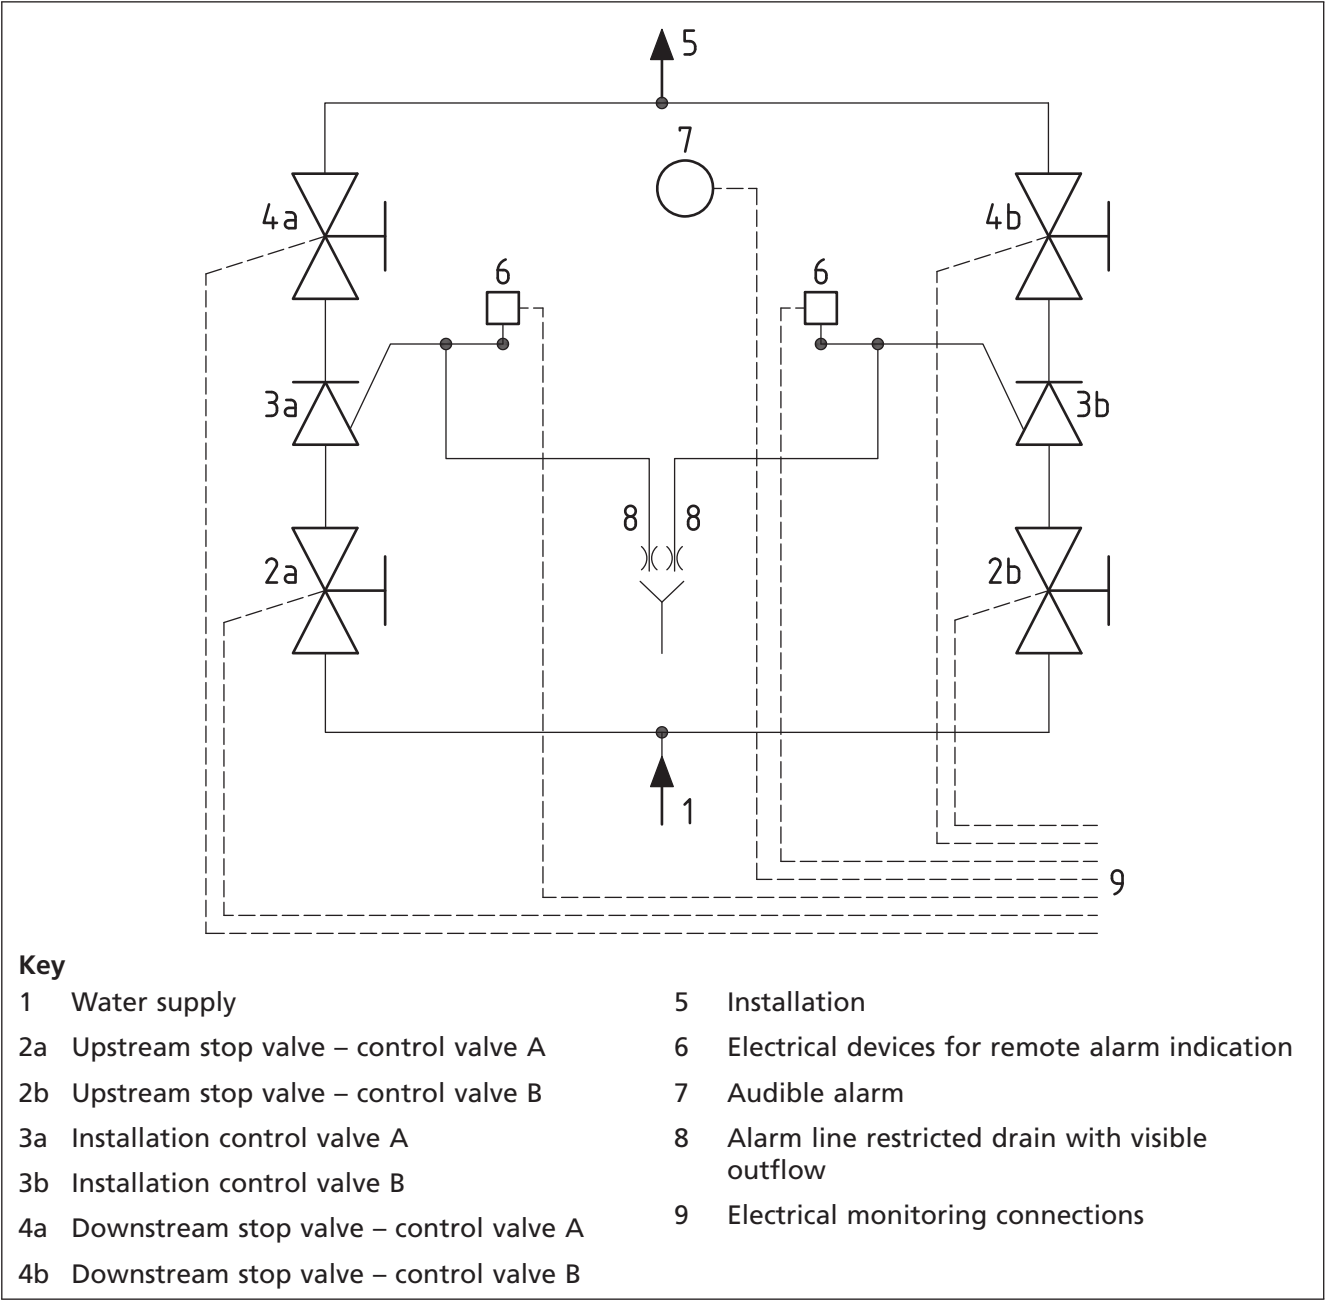 5
7
4a
4b
6
6
3a
3b
8
8
2a
2b
1
9
Key
1 Water supply
2a Upstream stop valve – control valve A
2b Upstream stop valve – control valve B
3a Installation control valve A
3b Installation control valve B
4a Downstream stop valve – control valve A
4b Downstream stop valve – control valve B
5 Installation
6 Electrical devices for remote alarm indication
7 Audible alarm
8 Alarm line restricted drain with visible
outflow
9 Electrical monitoring connections